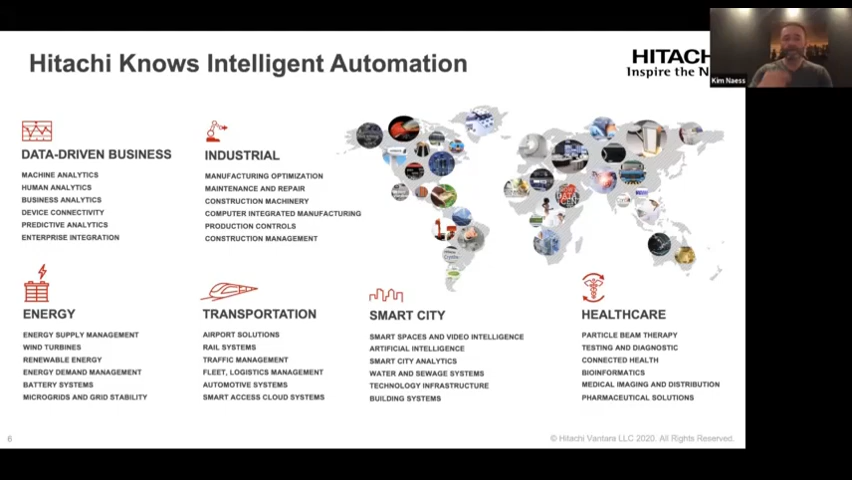 Hitachi Knows Intelligent Automation
HITACH
Inspire the N
Kim Naess
DATA-DRIVEN BUSINESS
MACHINE ANALYTICS
HUMAN ANALYTICS
BUSINESS ANALYTICS
DEVICE CONNECTIVITY
PREDICTIVE ANALYTICS
ENTERPRISE INTEGRATION
INDUSTRIAL
MANUFACTURING OPTIMIZATION
MAINTENANCE AND REPAIR
CONSTRUCTION MACHINERY
COMPUTER INTEGRATED MANUFACTURING
PRODUCTION CONTROLS
CONSTRUCTION MANAGEMENT
ENERGY
ENERGY SUPPLY MANAGEMENT
WIND TURBINES
RENEWABLE ENERGY
ENERGY DEMAND MANAGEMENT
BATTERY SYSTEMS
MICROGRIDS AND GRID STABILITY
TRANSPORTATION
AIRPORT SOLUTIONS
RAIL SYSTEMS
TRAFFIC MANAGEMENT
FLEET, LOGISTICS MANAGEMENT
AUTOMOTIVE SYSTEMS
SMART ACCESS CLOUD SYSTEMS
SMART CITY
SMART SPACES AND VIDEO INTELLIGENCE
ARTIFICIAL INTELLIGENCE
SMART CITY ANALYTICS
WATER AND SEWAGE SYSTEMS
TECHNOLOGY INFRASTRUCTURE
BUILDING SYSTEMS
HEALTHCARE
PARTICLE BEAM THERAPY
TESTING AND DIAGNOSTIC
CONNECTED HEALTH
BIOINFORMATICS
MEDICAL IMAGING AND DISTRIBUTION
PHARMACEUTICAL SOLUTIONS
6
© Hitachi Vantara LLC 2020. All Rights Reserved.